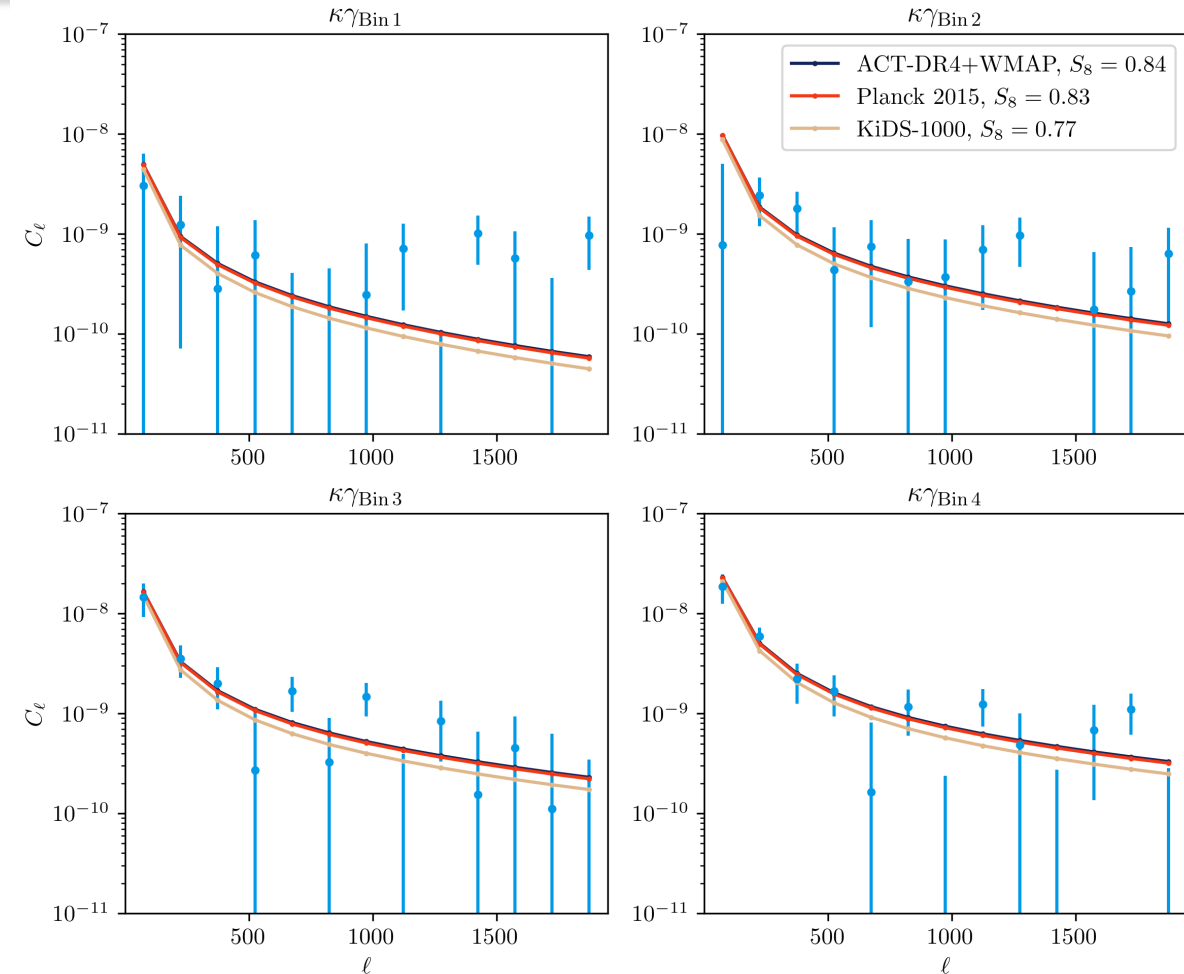 κγBin 1
κγBin 2
10⁻⁷
10⁻⁸
10⁻⁹
10⁻¹⁰
10⁻¹¹
Cℓ
500
1000
1500
10⁻⁷
10⁻⁸
10⁻⁹
10⁻¹⁰
10⁻¹¹
ACT-DR4+WMAP, S₈ = 0.84
Planck 2015, S₈ = 0.83
KiDS-1000, S₈ = 0.77
500
1000
1500
κγBin 3
κγBin 4
10⁻⁷
10⁻⁸
10⁻⁹
10⁻¹⁰
10⁻¹¹
Cℓ
500
1000
1500
ℓ
10⁻⁷
10⁻⁸
10⁻⁹
10⁻¹⁰
10⁻¹¹
500
1000
1500
ℓ